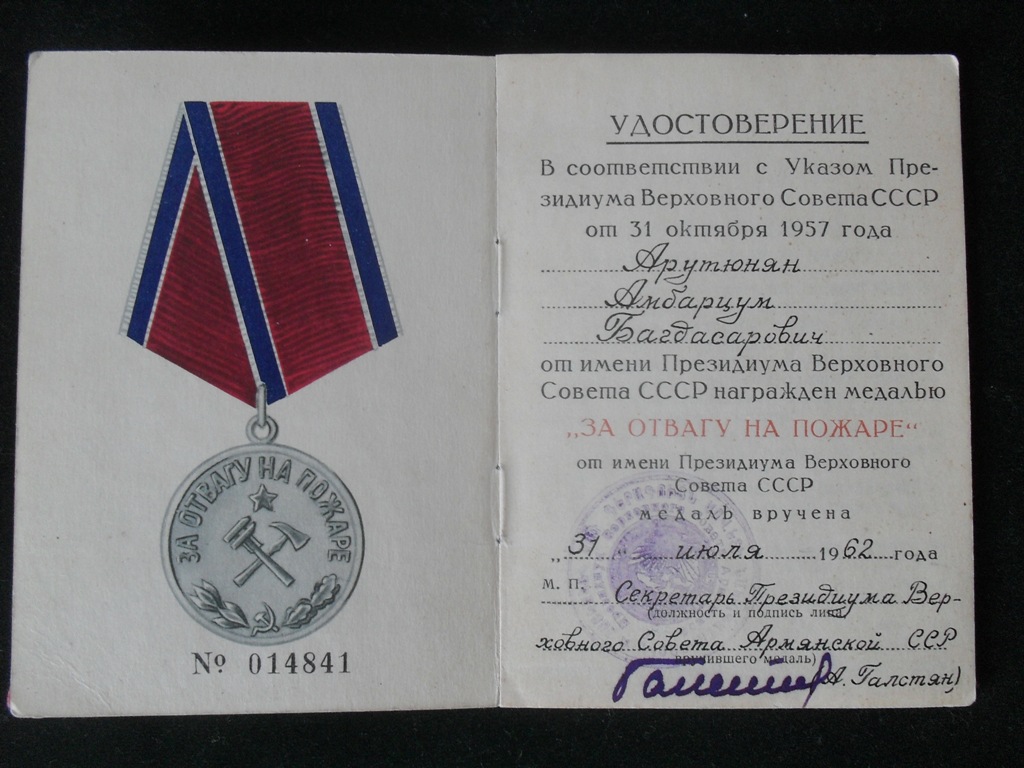 ЗА ОТВАГУ НА ПОЖАРЕ
№ 014841
УДОСТОВЕРЕНИЕ
В соответствии с Указом Пре-
зидиума Верховного Совета СССР
от 31 октября 1957 года
Арутюнян
Амбарцум
Багдасарович
от имени Президиума Верховного
Совета СССР награжден медалью
„ЗА ОТВАГУ НА ПОЖАРЕ“
от имени Президиума Верховного
Совета СССР
медаль вручена
„31“ июля 1962 года
М. П. Секретарь Президиума Вер-
(должность и подпись лица,
ховного Совета Армянской ССР
вручившего медаль)
(А. Галстян)